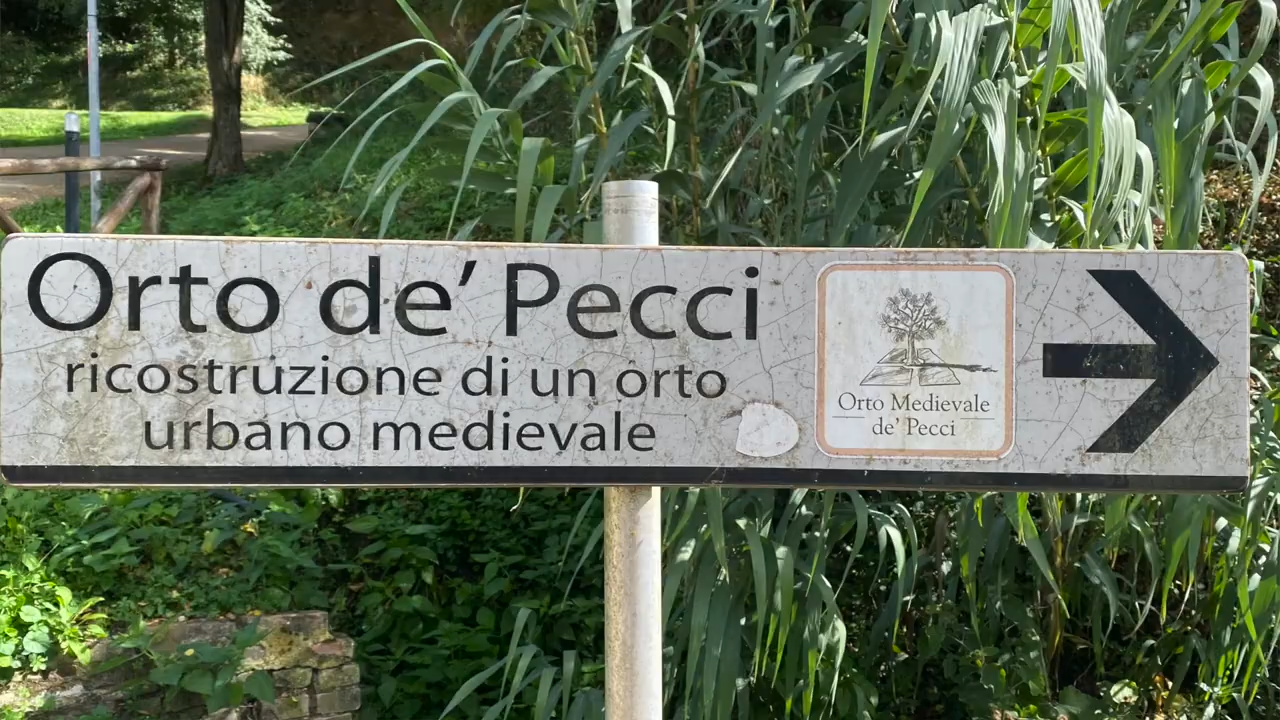 Orto de' Pecci
ricostruzione di un orto
urbano medievale
Orto Medievale
de' Pecci